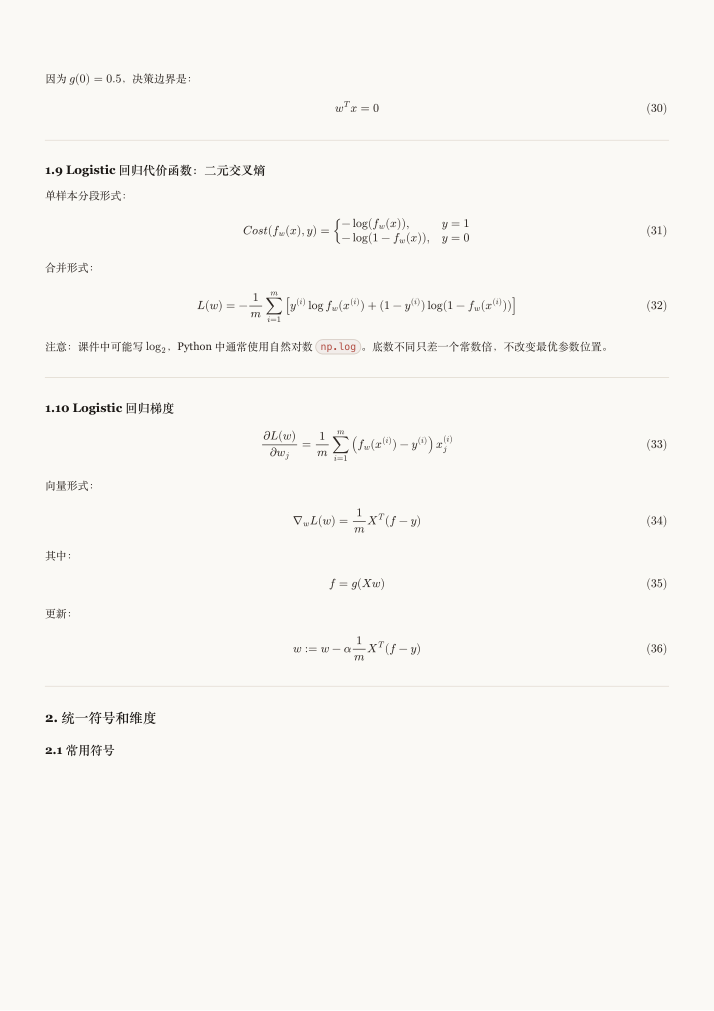 因为 g(0) = 0.5，决策边界是：
w^T x = 0 (30)
1.9 Logistic 回归代价函数：二元交叉熵
单样本分段形式：
Cost(f_w(x), y) = { −log(f_w(x)), y = 1
−log(1 − f_w(x)), y = 0 (31)
合并形式：
L(w) = −\frac{1}{m} \sum_{i=1}^{m} [y^{(i)} log f_w(x^{(i)}) + (1 − y^{(i)}) log(1 − f_w(x^{(i)}))] (32)
注意：课件中可能写 log_2，Python 中通常使用自然对数 np.log。底数不同只差一个常数倍，不改变最优参数位置。
1.10 Logistic 回归梯度
\frac{∂L(w)}{∂w_j} = \frac{1}{m} \sum_{i=1}^{m} (f_w(x^{(i)}) − y^{(i)}) x_j^{(i)} (33)
向量形式：
∇_w L(w) = \frac{1}{m} X^T(f − y) (34)
其中：
f = g(Xw) (35)
更新：
w := w − α \frac{1}{m} X^T(f − y) (36)
2. 统一符号和维度
2.1 常用符号